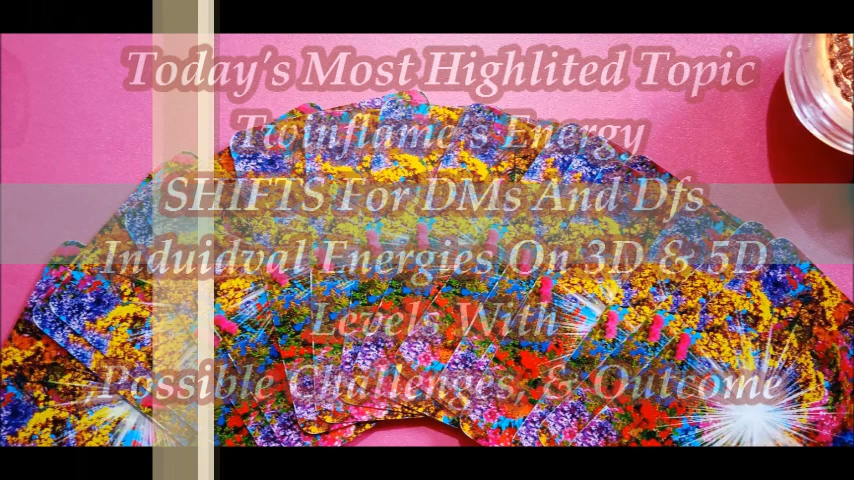 Today's Most Highlited Topic
Twinflame's Energy
SHIFTS For DMs And Dfs
Induidval Energies On 3D & 5D
Levels With
Possible Challenges, & Outcome